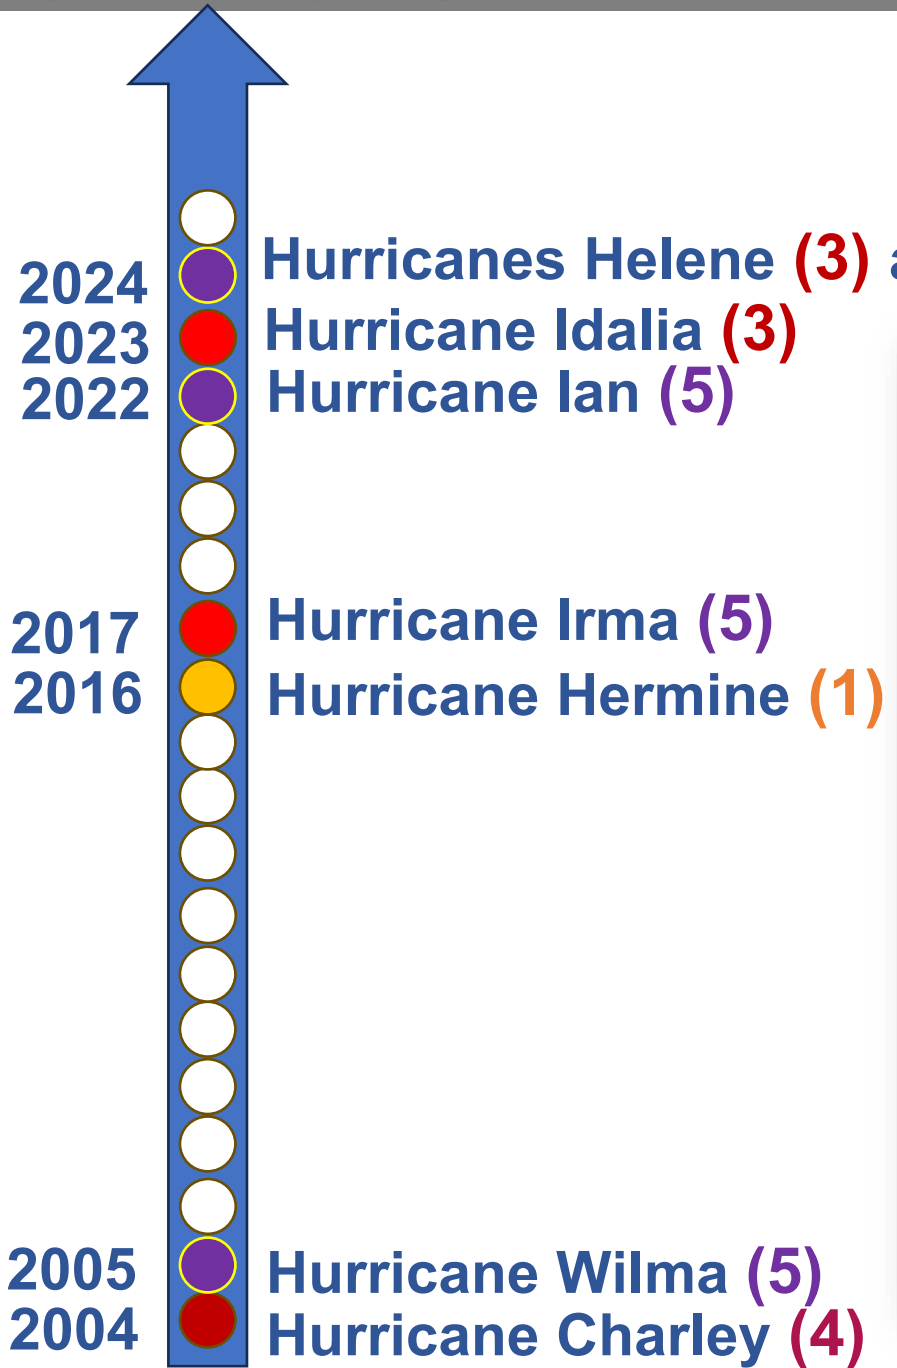 2024 Hurricanes Helene (3) a
2023 Hurricane Idalia (3)
2022 Hurricane Ian (5)
2017 Hurricane Irma (5)
2016 Hurricane Hermine (1)
2005 Hurricane Wilma (5)
2004 Hurricane Charley (4)